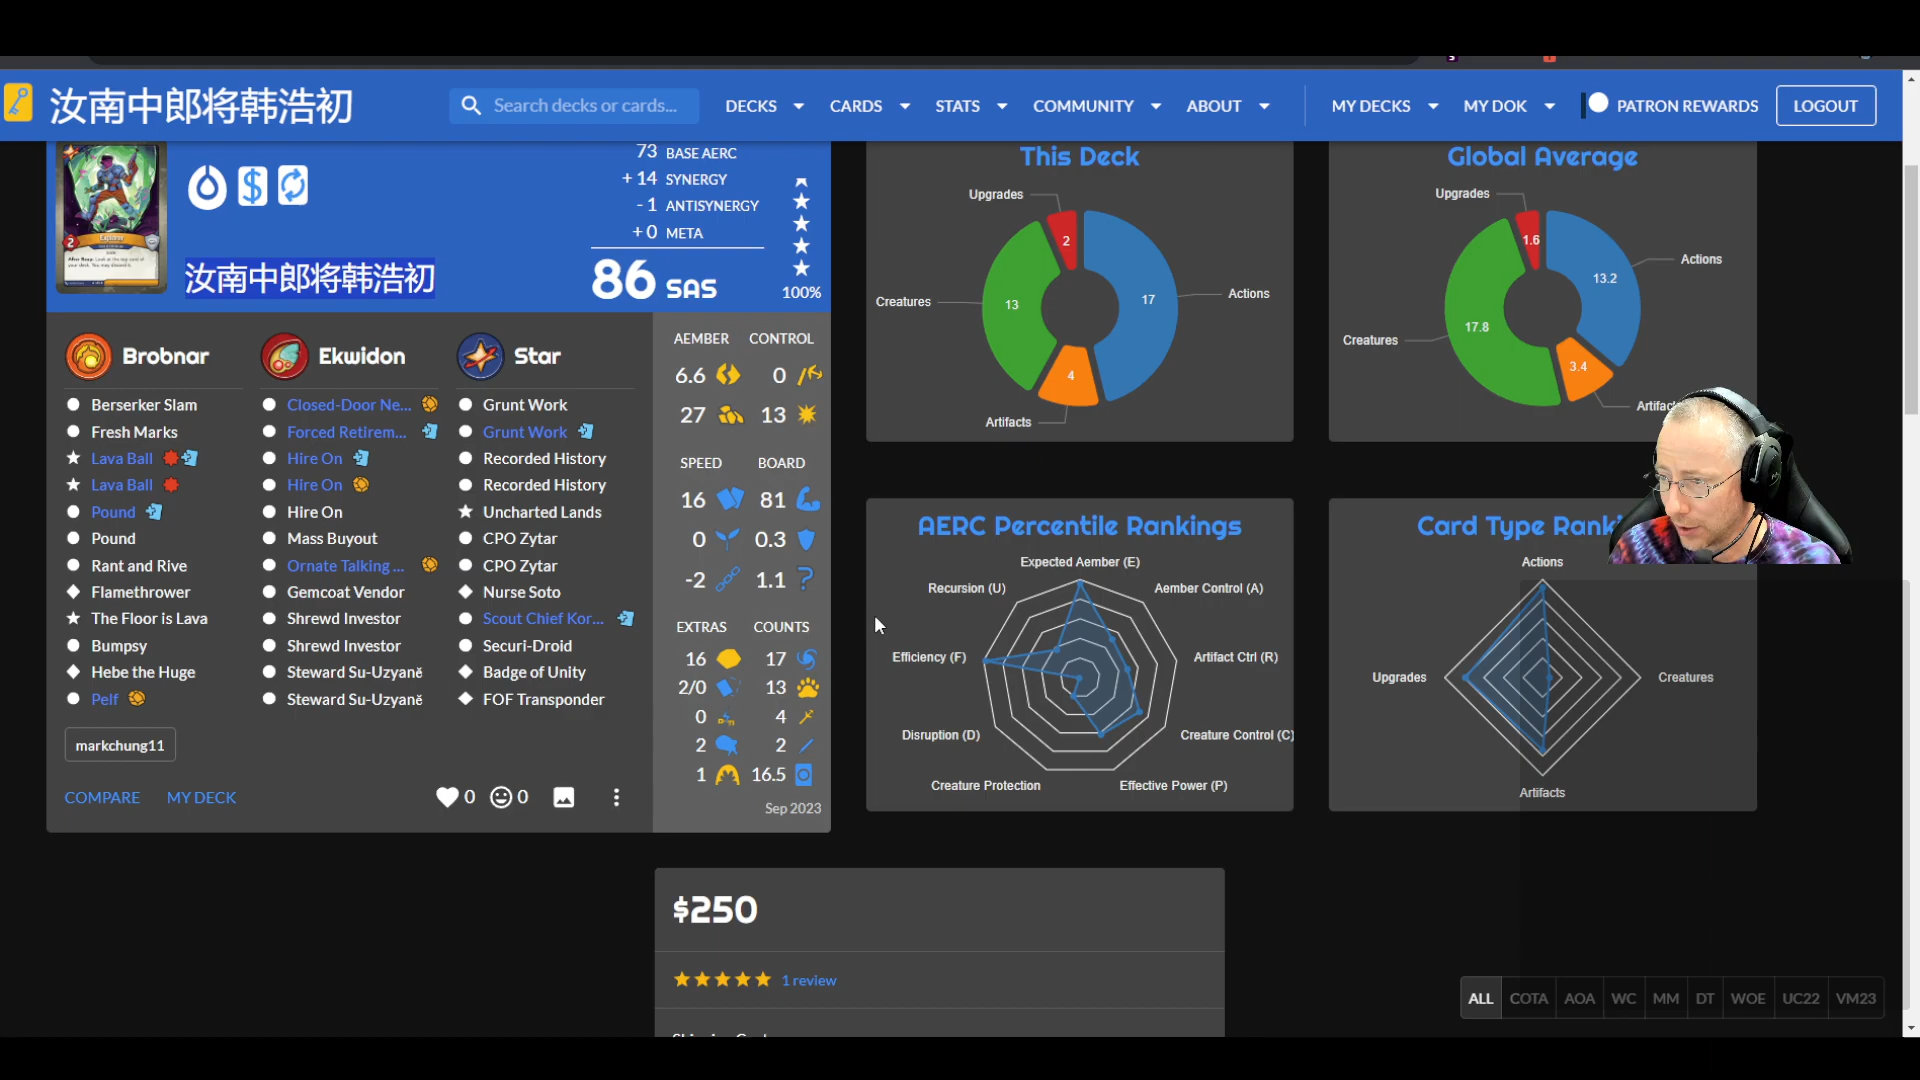 汝南中郎将韩浩初
Search decks or cards...
DECKS
CARDS
STATS
COMMUNITY
ABOUT
MY DECKS
MY DOK
PATRON REWARDS
LOGOUT
73 BASE AERC
+ 14 SYNERGY
- 1 ANTISYNERGY
+ 0 META
86 SAS
100%
汝南中郎将韩浩初
Brobnar
Berserker Slam
Fresh Marks
Lava Ball
Lava Ball
Pound
Pound
Rant and Rive
Flamethrower
The Floor is Lava
Bumpsy
Hebe the Huge
Pelf
Ekwidon
Closed-Door Ne...
Forced Retirem...
Hire On
Hire On
Hire On
Mass Buyout
Ornate Talking ...
Gemcoat Vendor
Shrewd Investor
Shrewd Investor
Steward Su-Uzyanĕ
Steward Su-Uzyanĕ
Star
Grunt Work
Grunt Work
Recorded History
Recorded History
Uncharted Lands
CPO Zytar
CPO Zytar
Nurse Soto
Scout Chief Kor...
Securi-Droid
Badge of Unity
FOF Transponder
AEMBER CONTROL
6.6 0
27 13
SPEED BOARD
16 81
0 0.3
-2 1.1
EXTRAS COUNTS
16 17
2/0 13
0 4
2 2
1 16.5
Sep 2023
markchung11
COMPARE
MY DECK
0
0
This Deck
Upgrades
2
Creatures
13
17
Actions
4
Artifacts
Global Average
Upgrades
1.6
Actions
13.2
17.8
Creatures
3.4
AERC Percentile Rankings
Expected Aember (E)
Recursion (U)
Aember Control (A)
Efficiency (F)
Artifact Ctrl (R)
Disruption (D)
Creature Control (C)
Creature Protection
Effective Power (P)
Card Type
Actions
Upgrades
Creatures
Artifacts
$250
1 review
ALL
COTA
AOA
WC
MM
DT
WOE
UC22
VM23